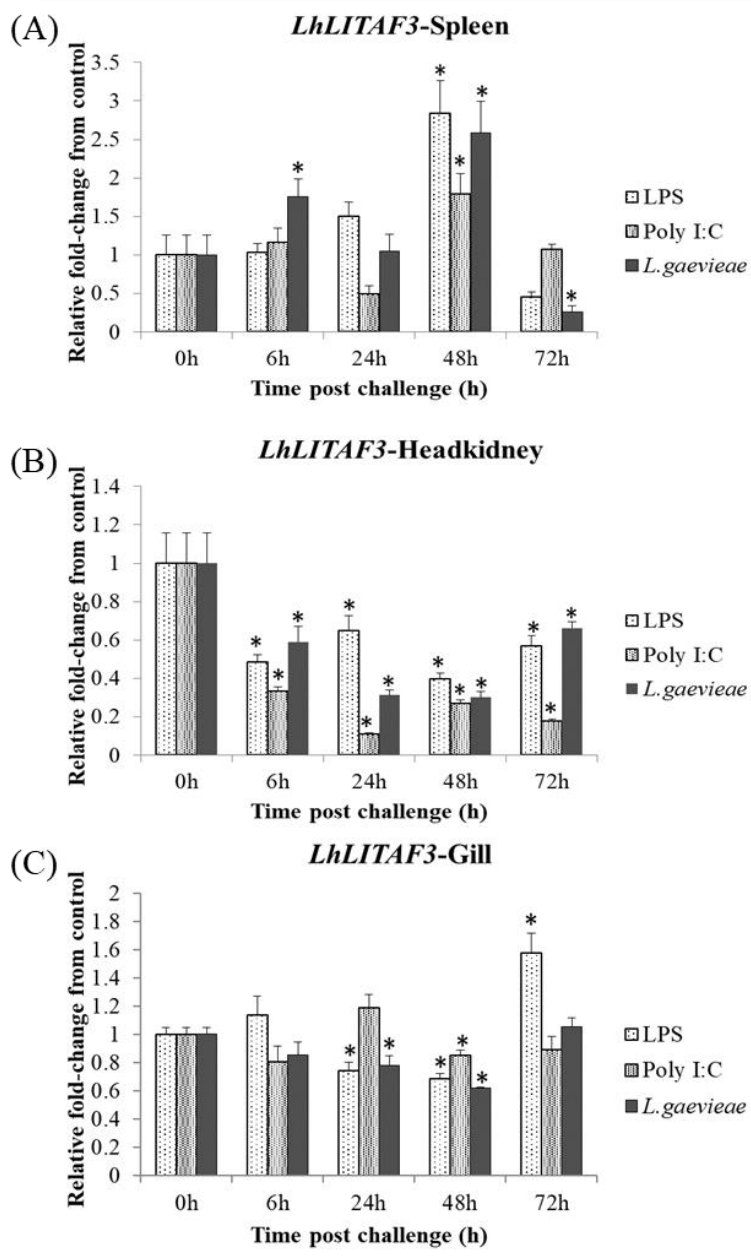 (A)
LhLITAF3-Spleen
Relative fold-change from control
3.5
3
2.5
2
1.5
1
0.5
0
* * * * *
0h 6h 24h 48h 72h
Time post challenge (h)
LPS
Poly I:C
L.gaevieae
(B)
LhLITAF3-Headkidney
Relative fold-change from control
1.4
1.2
1
0.8
0.6
0.4
0.2
0
* * * * * * * * * * * *
0h 6h 24h 48h 72h
Time post challenge (h)
LPS
Poly I:C
L.gaevieae
(C)
LhLITAF3-Gill
Relative fold-change from control
2
1.8
1.6
1.4
1.2
1
0.8
0.6
0.4
0.2
0
* * * * * *
0h 6h 24h 48h 72h
Time post challenge (h)
LPS
Poly I:C
L.gaevieae